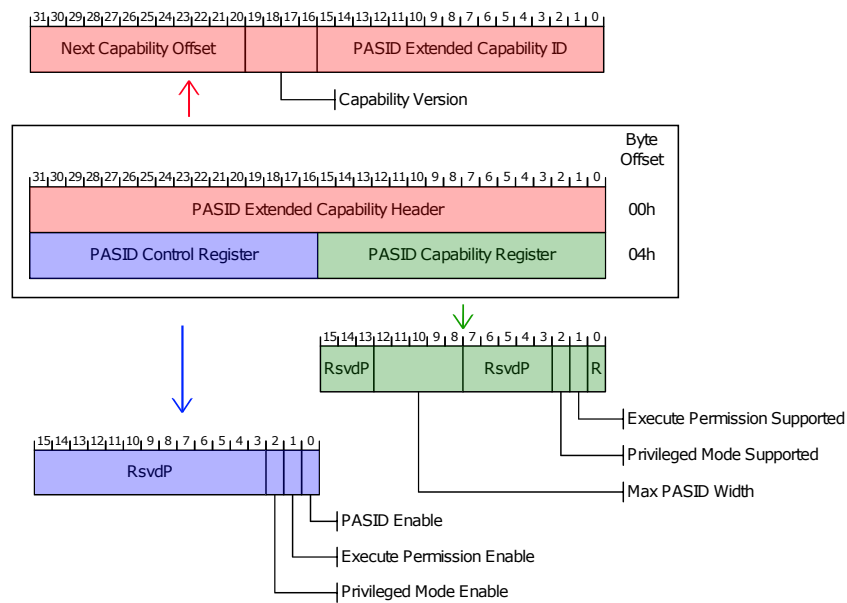 31 30 29 28 27 26 25 24 23 22 21 20 19 18 17 16 15 14 13 12 11 10 9 8 7 6 5 4 3 2 1 0
Next Capability Offset PASID Extended Capability ID
Capability Version
Byte
Offset
31 30 29 28 27 26 25 24 23 22 21 20 19 18 17 16 15 14 13 12 11 10 9 8 7 6 5 4 3 2 1 0
PASID Extended Capability Header 00h
PASID Control Register PASID Capability Register 04h
15 14 13 12 11 10 9 8 7 6 5 4 3 2 1 0
RsvdP RsvdP R
Execute Permission Supported
Privileged Mode Supported
Max PASID Width
15 14 13 12 11 10 9 8 7 6 5 4 3 2 1 0
RsvdP
PASID Enable
Execute Permission Enable
Privileged Mode Enable